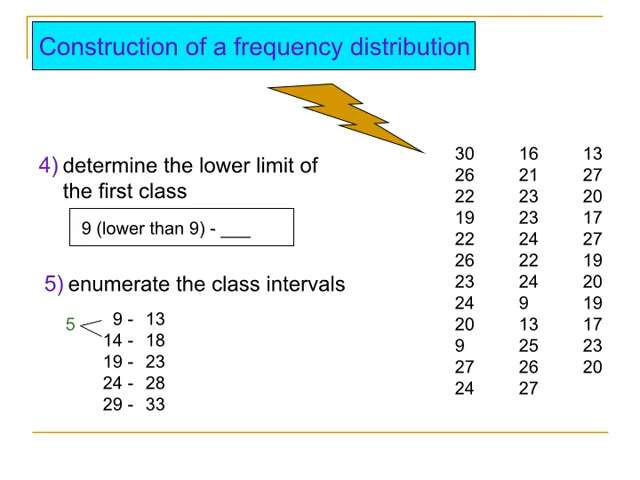 Construction of a frequency distribution
4) determine the lower limit of
the first class
9 (lower than 9) - ___
5) enumerate the class intervals
5
9 - 13
14 - 18
19 - 23
24 - 28
29 - 33
30 16 13
26 21 27
22 23 20
19 23 17
22 24 27
26 22 19
23 24 20
24 9 19
20 13 17
9 25 23
27 26 20
24 27